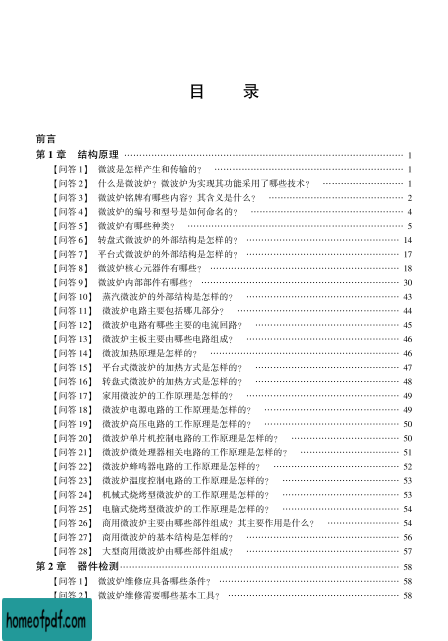 目 录
前言
第 1 章 结构原理 …… 1
【问答 1】 微波是怎样产生和传输的? …… 1
【问答 2】 什么是微波炉? 微波炉为实现其功能采用了哪些技术? …… 1
【问答 3】 微波炉铭牌有哪些内容? 其含义是什么? …… 2
【问答 4】 微波炉的编号和型号是如何命名的? …… 4
【问答 5】 微波炉有哪些种类? …… 5
【问答 6】 转盘式微波炉的外部结构是怎样的? …… 14
【问答 7】 平台式微波炉的外部结构是怎样的? …… 17
【问答 8】 微波炉核心元器件有哪些? …… 18
【问答 9】 微波炉内部部件有哪些? …… 30
【问答 10】 蒸汽微波炉的外部结构是怎样的? …… 43
【问答 11】 微波炉电路主要包括哪几部分? …… 44
【问答 12】 微波炉电路有哪些主要的电流回路? …… 45
【问答 13】 微波炉主板主要由哪些电路组成? …… 46
【问答 14】 微波加热原理是怎样的? …… 46
【问答 15】 平台式微波炉的加热方式是怎样的? …… 47
【问答 16】 转盘式微波炉的加热方式是怎样的? …… 48
【问答 17】 家用微波炉的工作原理是怎样的? …… 49
【问答 18】 微波炉电源电路的工作原理是怎样的? …… 49
【问答 19】 微波炉高压电路的工作原理是怎样的? …… 50
【问答 20】 微波炉单片机控制电路的工作原理是怎样的? …… 50
【问答 21】 微波炉微处理器相关电路的工作原理是怎样的? …… 51
【问答 22】 微波炉蜂鸣器电路的工作原理是怎样的? …… 52
【问答 23】 微波炉温度控制电路的工作原理是怎样的? …… 53
【问答 24】 机械式烧烤型微波炉的工作原理是怎样的? …… 53
【问答 25】 电脑式烧烤型微波炉的工作原理是怎样的? …… 54
【问答 26】 商用微波炉主要由哪些部件组成? 其主要作用是什么? …… 54
【问答 27】 商用微波炉的基本结构是怎样的? …… 56
【问答 28】 大型商用微波炉由哪些部件组成? …… 57
第 2 章 器件检测 …… 58
【问答 1】 微波炉维修应具备哪些条件? …… 58
【问答 2】 微波炉维修需要哪些基本工具? …… 58
homeofpdf.com